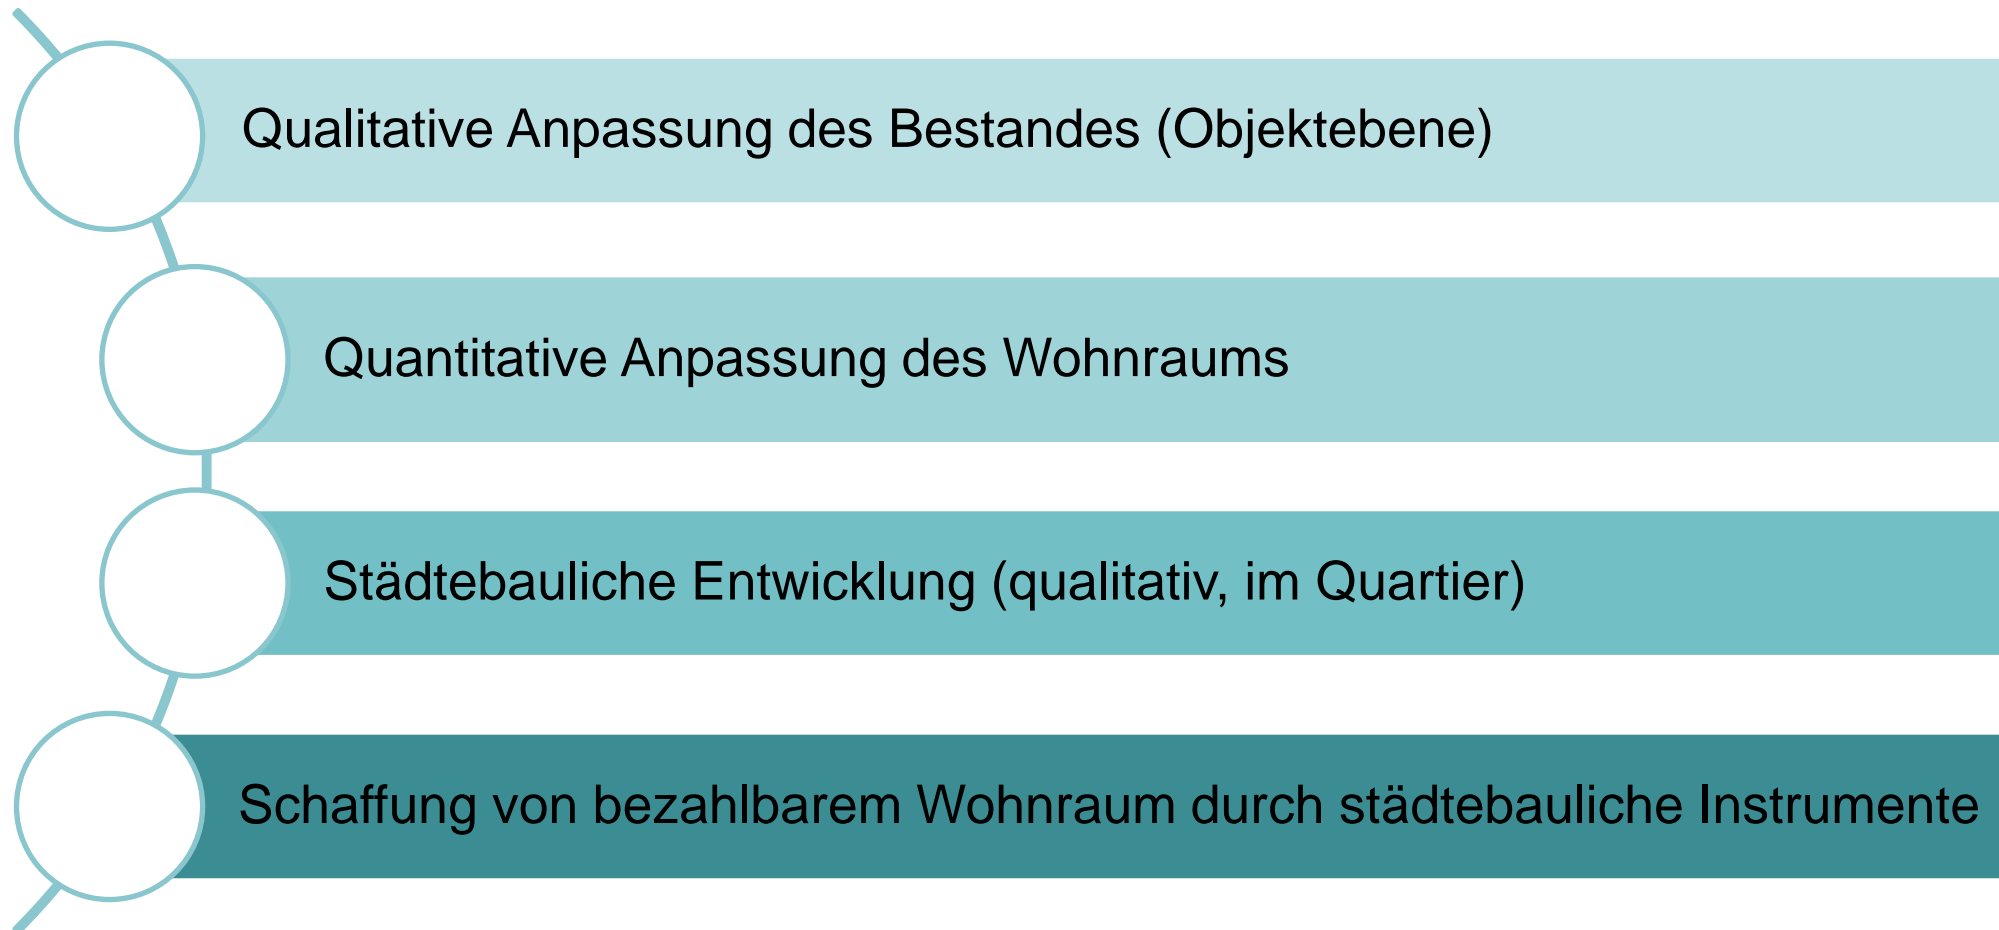 Qualitative Anpassung des Bestandes (Objektebene)
Quantitative Anpassung des Wohnraums
Städtebauliche Entwicklung (qualitativ, im Quartier)
Schaffung von bezahlbarem Wohnraum durch städtebauliche Instrumente